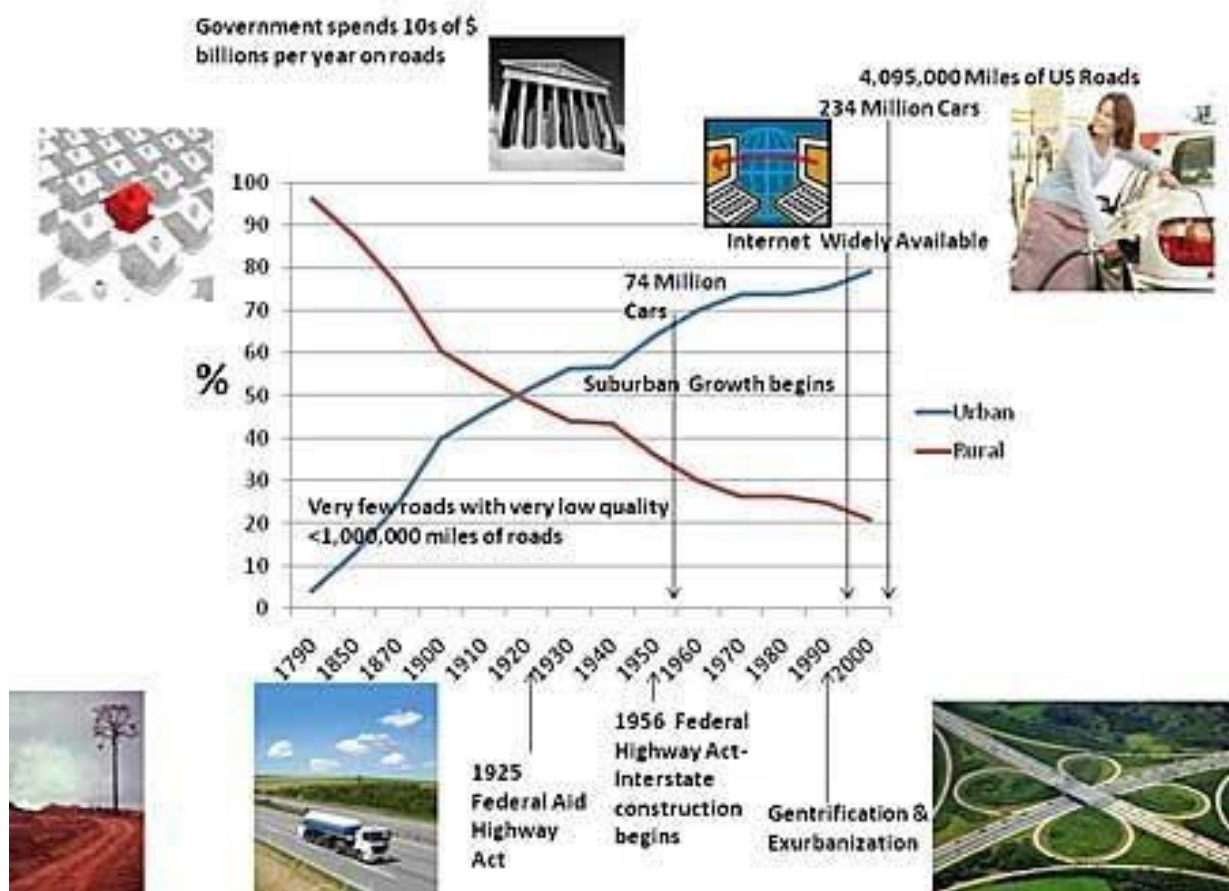 Government spends 10s of $
billions per year on roads
4,095,000 Miles of US Roads
234 Million Cars
Internet Widely Available
74 Million
Cars
Suburban Growth begins
Very few roads with very low quality
<1,000,000 miles of roads
%
100
90
80
70
60
50
40
30
20
10
0
Urban
Rural
1790
1850
1870
1900
1910
1920
1930
1940
1950
1960
1970
1980
1990
2000
1925
Federal Aid
Highway
Act
1956 Federal
Highway Act-
Interstate
construction
begins
Gentrification &
Exurbanization